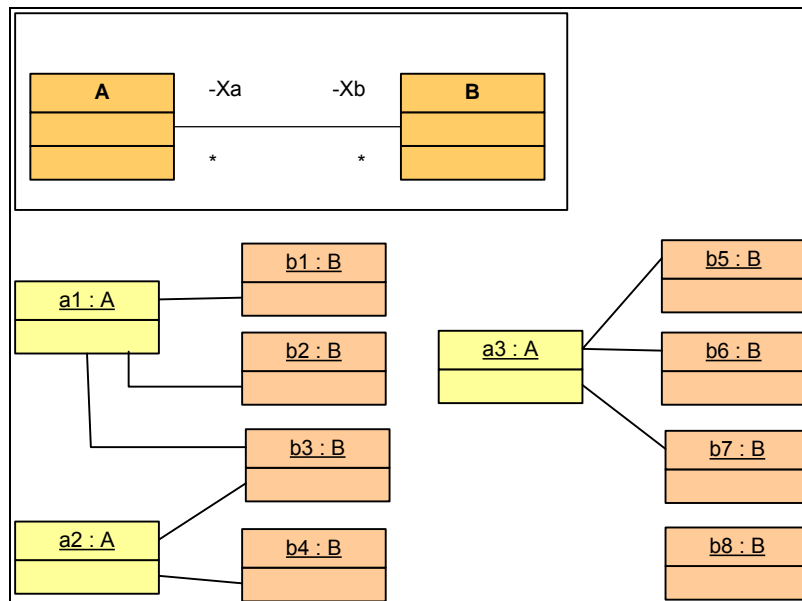 A -Xa -Xb B
* *
b1 : B
b5 : B
a1 : A
b2 : B
a3 : A
b6 : B
b3 : B
b7 : B
a2 : A
b4 : B
b8 : B